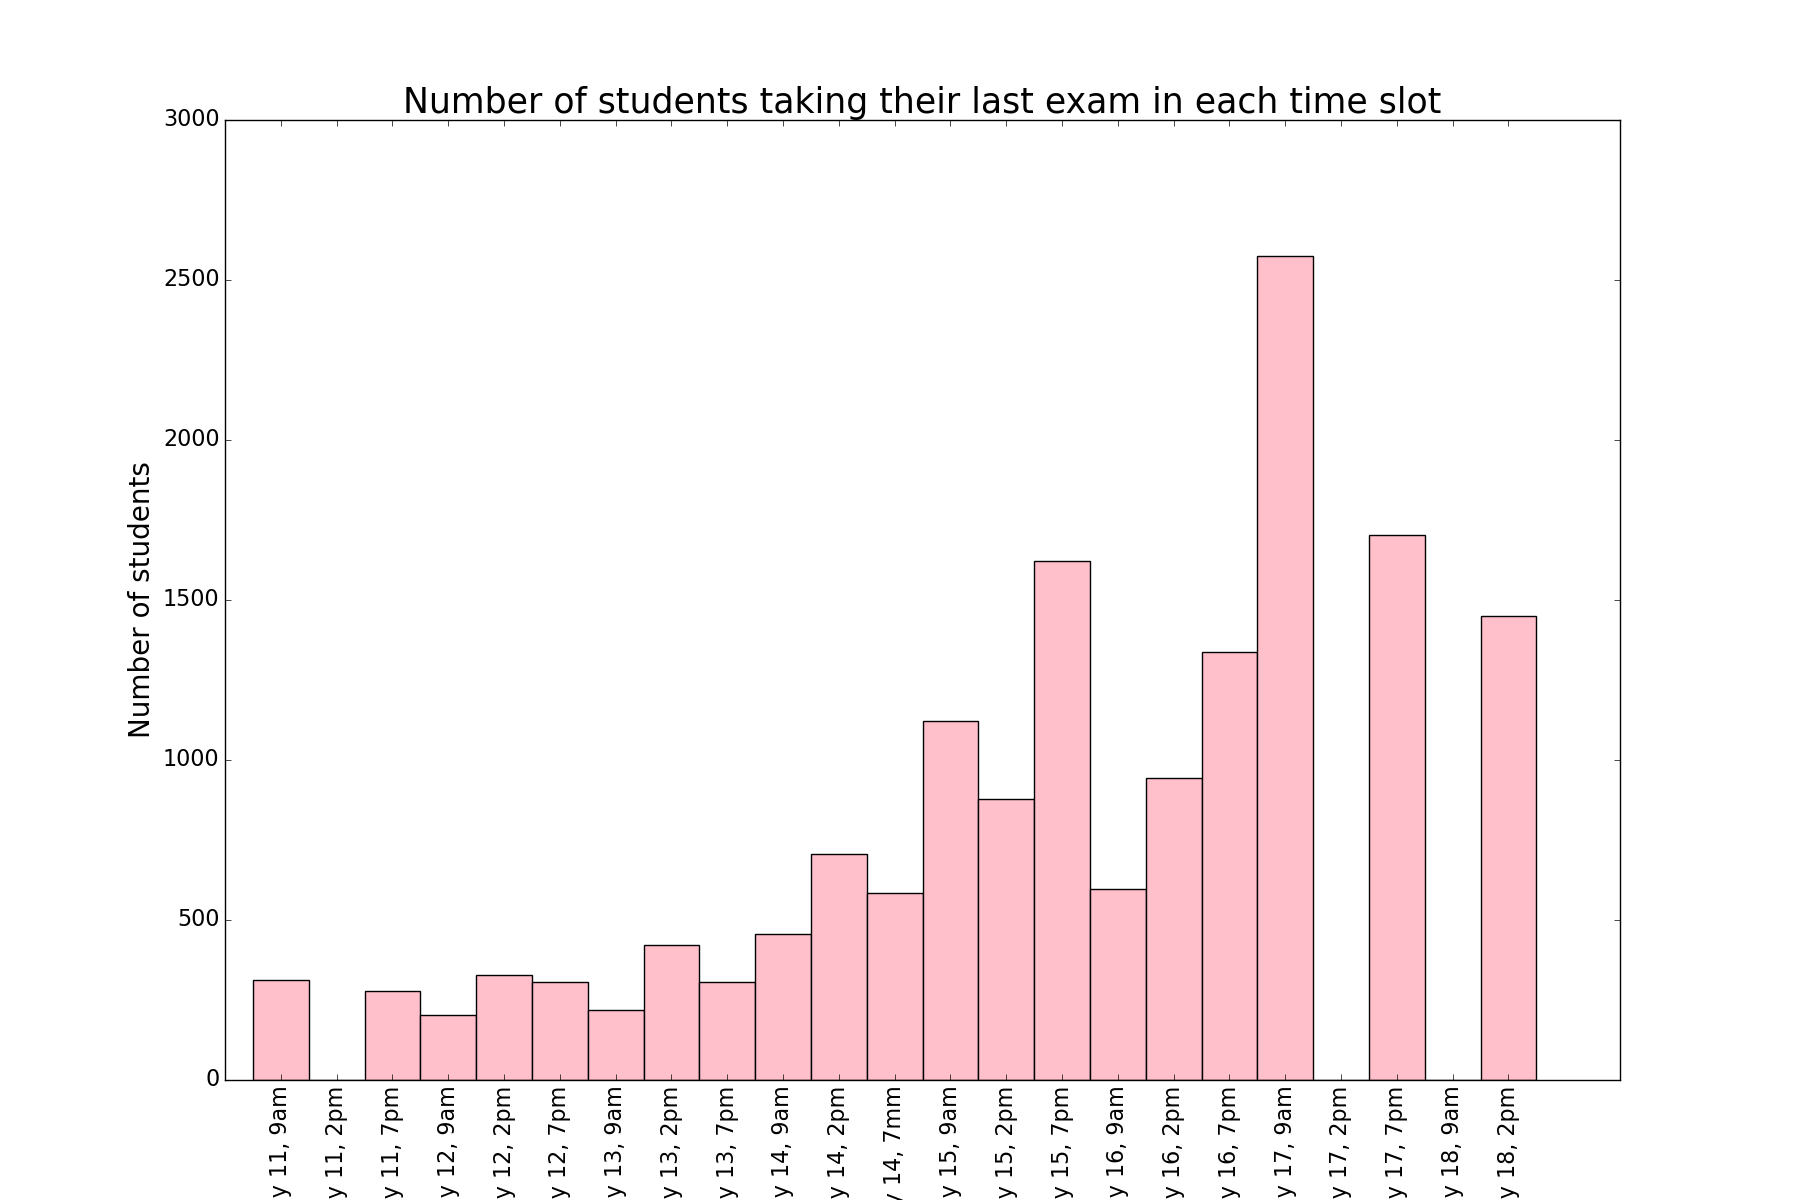 Number of students taking their last exam in each time slot
Number of students
3000
2500
2000
1500
1000
500
0
y 11, 9am
y 11, 2pm
y 11, 7pm
y 12, 9am
y 12, 2pm
y 12, 7pm
y 13, 9am
y 13, 2pm
y 13, 7pm
y 14, 9am
y 14, 2pm
y 14, 7mm
y 15, 9am
y 15, 2pm
y 15, 7pm
y 16, 9am
y 16, 2pm
y 16, 7pm
y 17, 9am
y 17, 2pm
y 17, 7pm
y 18, 9am
y 18, 2pm